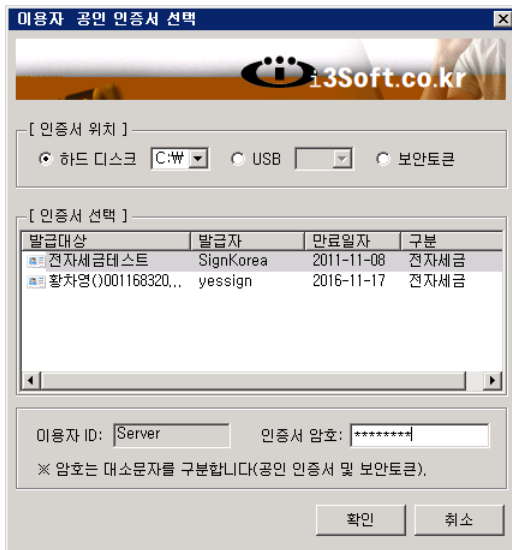 이용자 공인 인증서 선택
i3Soft.co.kr
[ 인증서 위치 ]
하드 디스크 C:₩ USB 보안토큰
[ 인증서 선택 ]
발급대상 발급자 만료일자 구분
전자세금테스트 SignKorea 2011-11-08 전자세금
황차영()001168320,,, yessign 2016-11-17 전자세금
이용자 ID: Server 인증서 암호: ********
※ 암호는 대소문자를 구분합니다(공인 인증서 및 보안토큰).
확인 취소